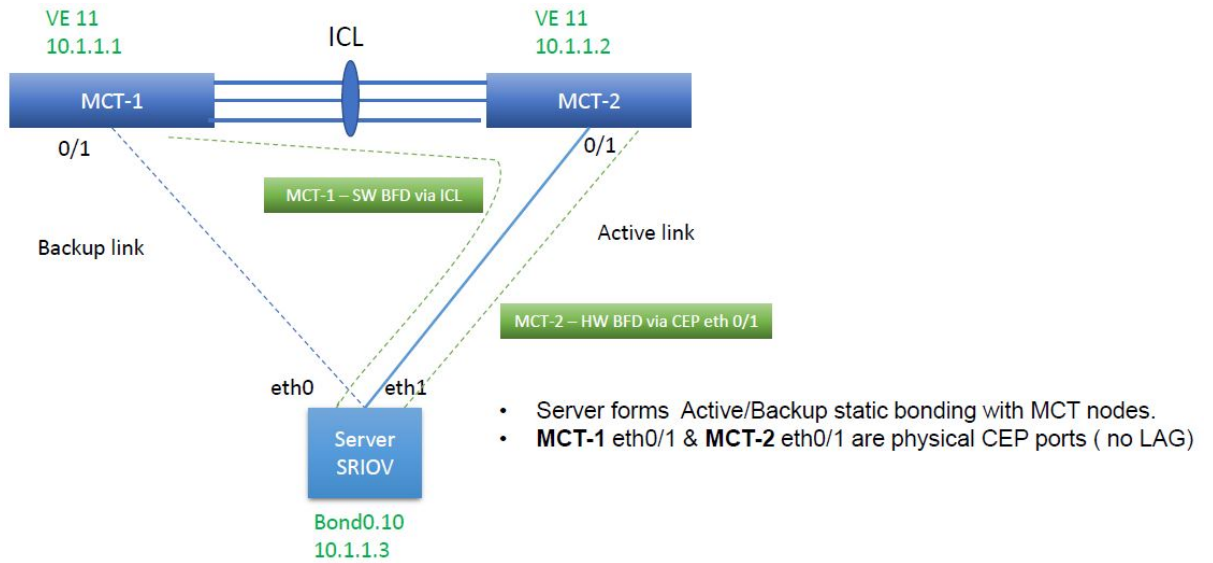 VE 11
10.1.1.1
ICL
VE 11
10.1.1.2
MCT-1
MCT-2
0/1
0/1
MCT-1 – SW BFD via ICL
Backup link
Active link
MCT-2 – HW BFD via CEP eth 0/1
eth0
eth1
Server
SRIOV
• Server forms Active/Backup static bonding with MCT nodes.
• MCT-1 eth0/1 & MCT-2 eth0/1 are physical CEP ports ( no LAG)
Bond0.10
10.1.1.3